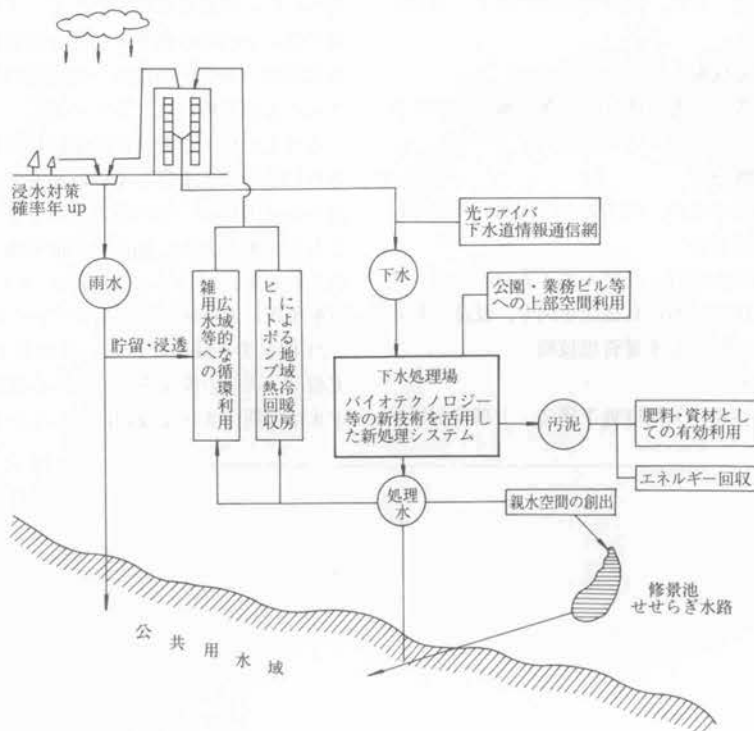 浸水対策
確率年 up
雨水
貯留・浸透
雑用水等への
広域的な循環利用
ヒートポンプ熱回収
による地域冷暖房
下水
光ファイバ
下水道情報通信網
公園・業務ビル等
への上部空間利用
下水処理場
バイオテクノロジー
等の新技術を活用し
た新処理システム
汚泥
肥料・資材とし
ての有効利用
エネルギー回収
処理
水
親水空間の創出
修景池
せせらぎ水路
公共用水域